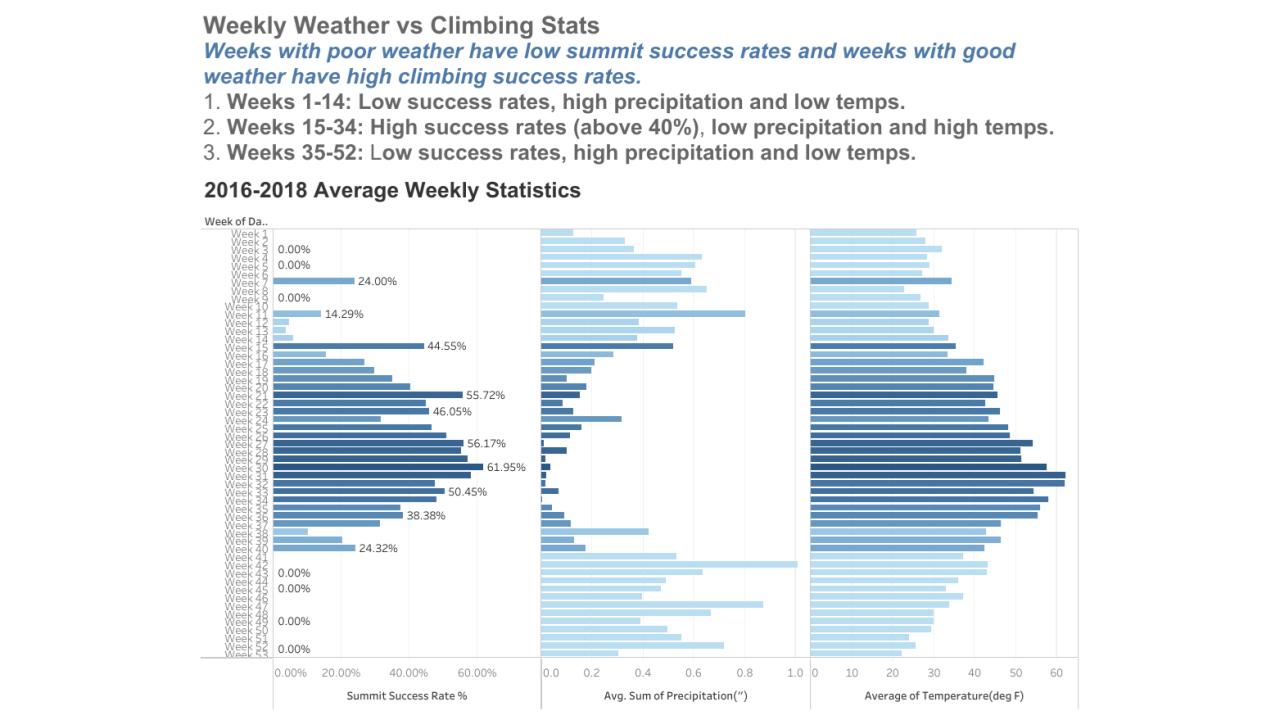 Weekly Weather vs Climbing Stats
Weeks with poor weather have low summit success rates and weeks with good
weather have high climbing success rates.
1. Weeks 1-14: Low success rates, high precipitation and low temps.
2. Weeks 15-34: High success rates (above 40%), low precipitation and high temps.
3. Weeks 35-52: Low success rates, high precipitation and low temps.
2016-2018 Average Weekly Statistics
Week of Da..
Week 1
Week 2
Week 3 0.00%
Week 4
Week 5 0.00%
Week 6
Week 7 24.00%
Week 8
Week 9 0.00%
Week 10
Week 11 14.29%
Week 12
Week 13
Week 14
Week 15 44.55%
Week 16
Week 17
Week 18
Week 19
Week 20
Week 21 55.72%
Week 22
Week 23 46.05%
Week 24
Week 25
Week 26
Week 27 56.17%
Week 28
Week 29
Week 30 61.95%
Week 31
Week 32
Week 33 50.45%
Week 34
Week 35
Week 36 38.38%
Week 37
Week 38
Week 39
Week 40 24.32%
Week 41
Week 42
Week 43 0.00%
Week 44
Week 45 0.00%
Week 46
Week 47
Week 48
Week 49 0.00%
Week 50
Week 51
Week 52 0.00%
Week 53
0.00% 20.00% 40.00% 60.00% 0.0 0.2 0.4 0.6 0.8 1.0 0 10 20 30 40 50 60
Summit Success Rate % Avg. Sum of Precipitation(") Average of Temperature(deg F)